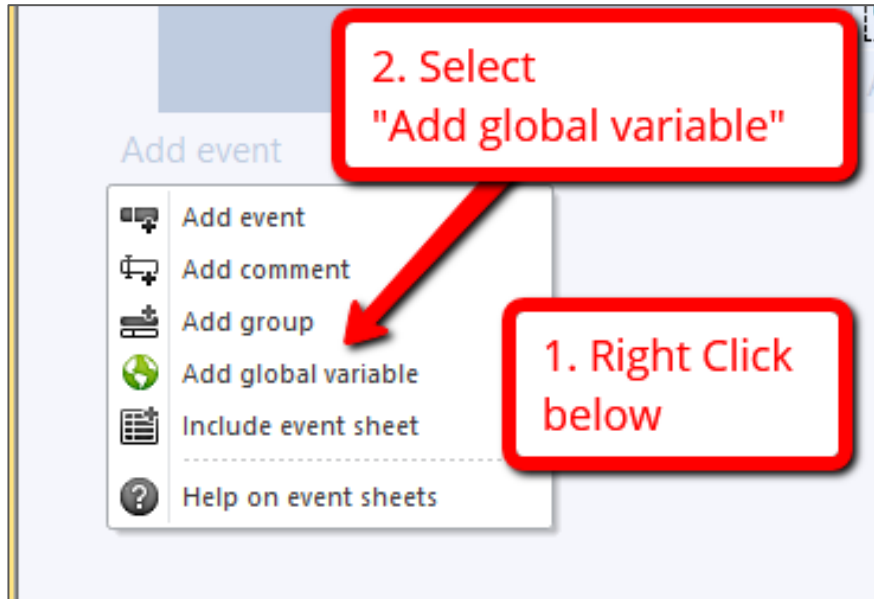 2. Select
"Add global variable"
Add event
Add event
Add comment
Add group
Add global variable
Include event sheet
Help on event sheets
1. Right Click
below